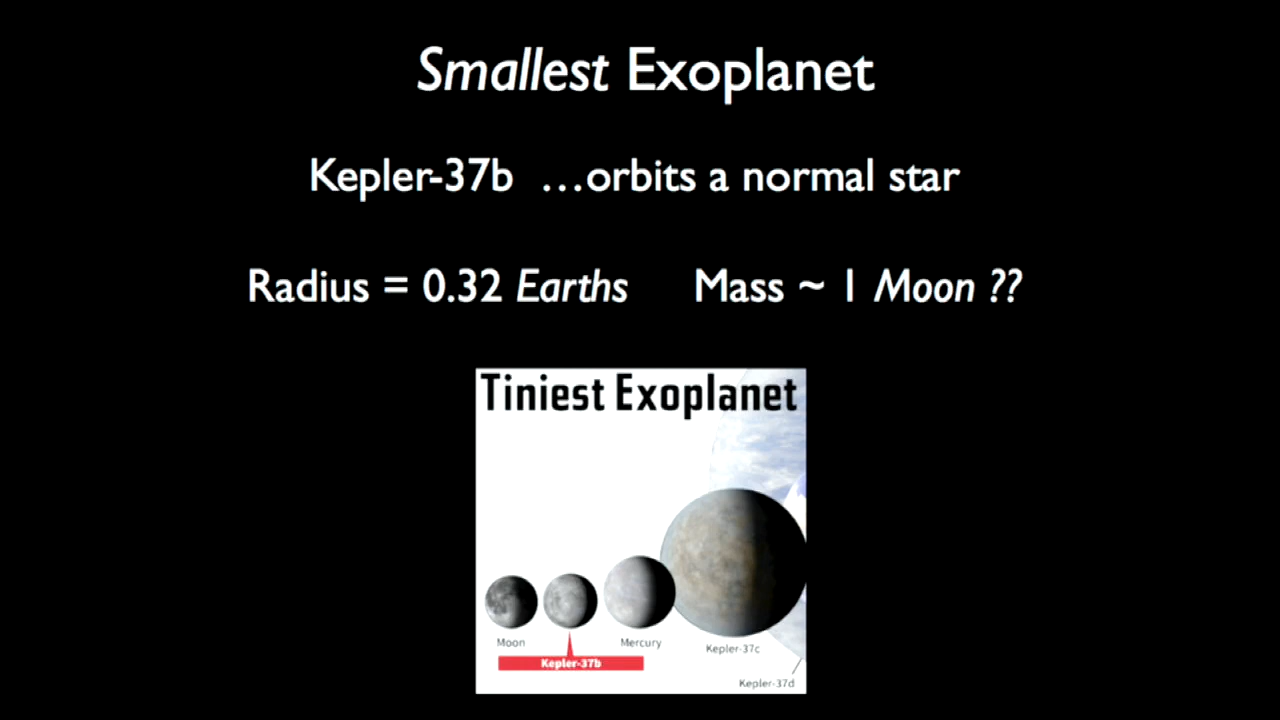 Smallest Exoplanet
Kepler-37b …orbits a normal star
Radius = 0.32 Earths Mass ~ 1 Moon ??
Tiniest Exoplanet
Moon Mercury
Kepler-37c
Kepler-37b
Kepler-37d